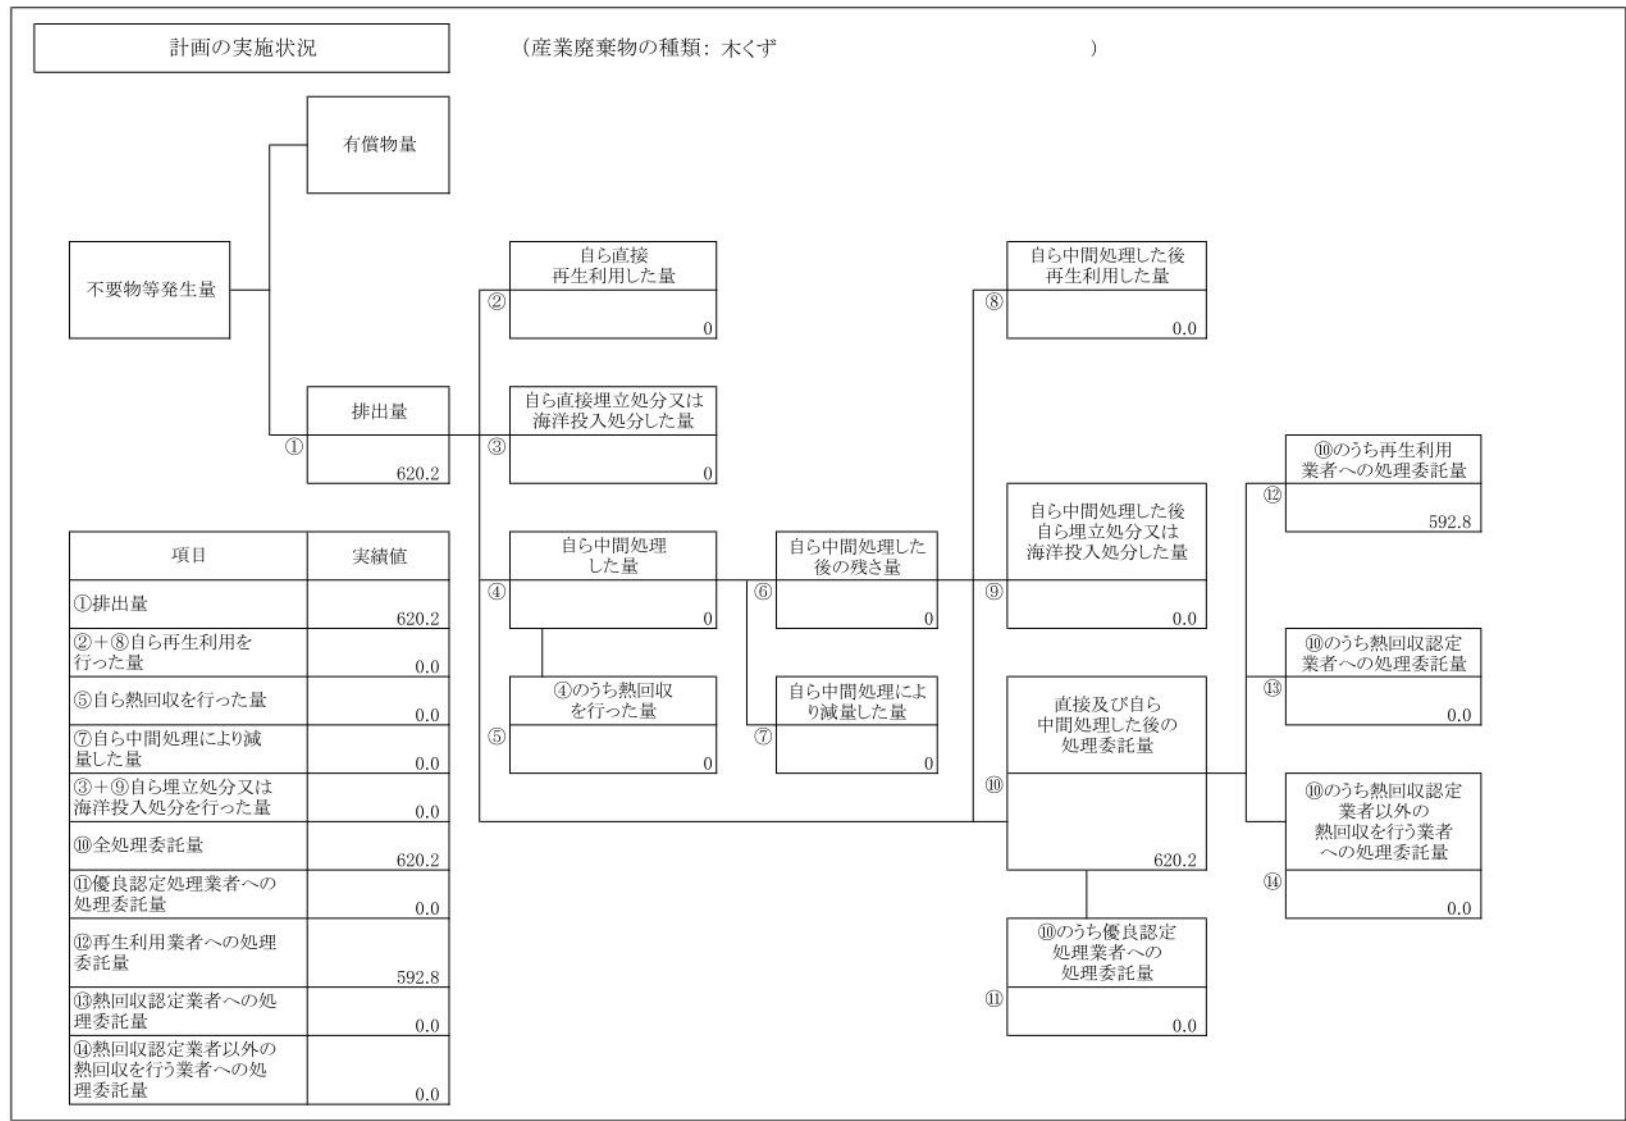 計画の実施状況
（産業廃棄物の種類： 木くず ）
有償物量
不要物等発生量
自ら直接
再生利用した量
②
0
自ら中間処理した後
再生利用した量
⑧
0.0
排出量
①
620.2
自ら直接埋立処分又は
海洋投入処分した量
③
0
⑩のうち再生利用
業者への処理委託量
⑫
592.8
自ら中間処理
した量
④
0
自ら中間処理した
後の残さ量
⑥
0
自ら中間処理した後
自ら埋立処分又は
海洋投入処分した量
⑨
0.0
⑩のうち熱回収認定
業者への処理委託量
⑬
0.0
④のうち熱回収
を行った量
⑤
0
自ら中間処理によ
り減量した量
⑦
0
直接及び自ら
中間処理した後の
処理委託量
⑩
620.2
⑩のうち熱回収認定
業者以外の
熱回収を行う業者
への処理委託量
⑭
0.0
⑩のうち優良認定
処理業者への
処理委託量
⑪
0.0
項目 実績値
①排出量
620.2
②＋⑧自ら再生利用を
行った量
0.0
⑤自ら熱回収を行った量
0.0
⑦自ら中間処理により減
量した量
0.0
③＋⑨自ら埋立処分又は
海洋投入処分を行った量
0.0
⑩全処理委託量
620.2
⑪優良認定処理業者への
処理委託量
0.0
⑫再生利用業者への処理
委託量
592.8
⑬熱回収認定業者への処
理委託量
0.0
⑭熱回収認定業者以外の
熱回収を行う業者への処
理委託量
0.0